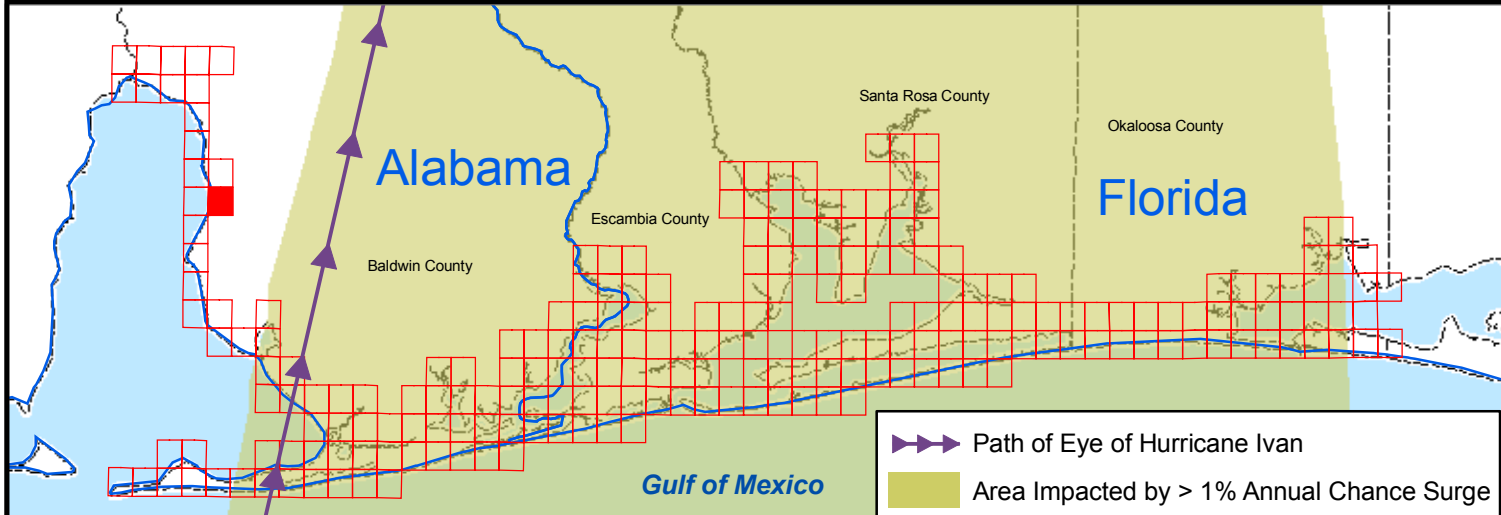 Santa Rosa County
Okaloosa County
Alabama
Florida
Escambia County
Baldwin County
Gulf of Mexico
Path of Eye of Hurricane Ivan
Area Impacted by > 1% Annual Chance Surge